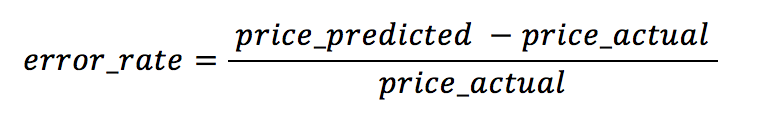 error_rate = price_predicted − price_actual
price_actual